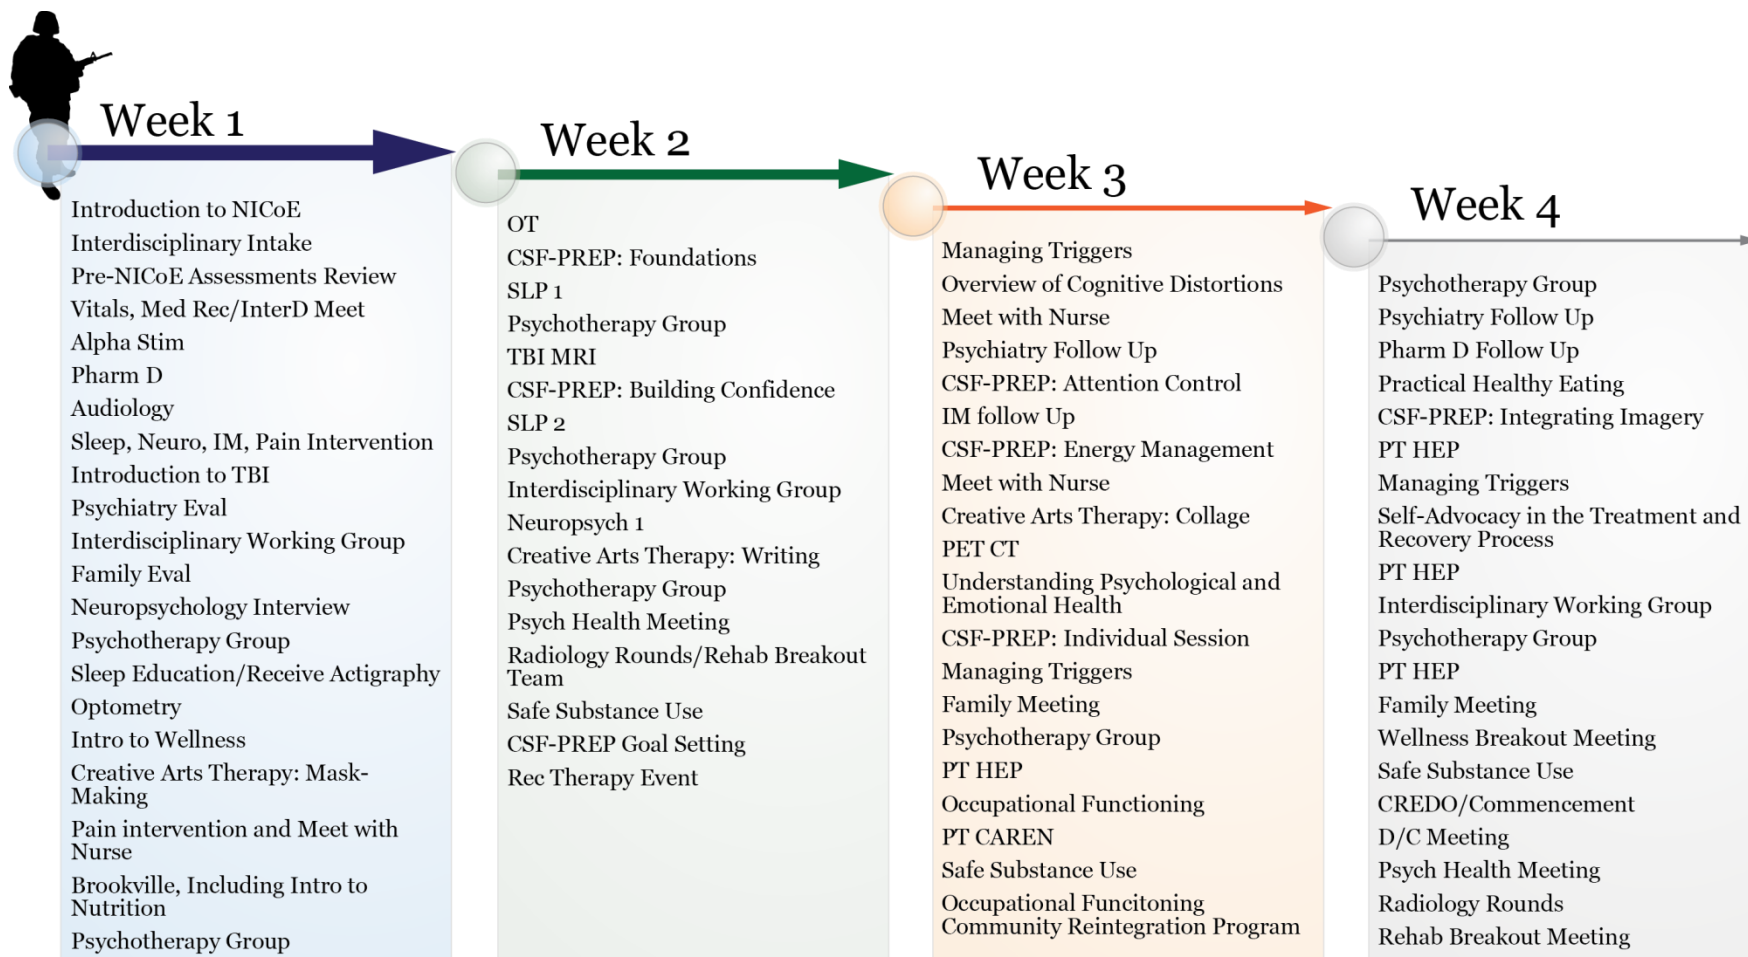 Week 1
Introduction to NICoE
Interdisciplinary Intake
Pre-NICoE Assessments Review
Vitals, Med Rec/InterD Meet
Alpha Stim
Pharm D
Audiology
Sleep, Neuro, IM, Pain Intervention
Introduction to TBI
Psychiatry Eval
Interdisciplinary Working Group
Family Eval
Neuropsychology Interview
Psychotherapy Group
Sleep Education/Receive Actigraphy
Optometry
Intro to Wellness
Creative Arts Therapy: Mask-
Making
Pain intervention and Meet with
Nurse
Brookville, Including Intro to
Nutrition
Psychotherapy Group
Week 2
OT
CSF-PREP: Foundations
SLP 1
Psychotherapy Group
TBI MRI
CSF-PREP: Building Confidence
SLP 2
Psychotherapy Group
Interdisciplinary Working Group
Neuropsych 1
Creative Arts Therapy: Writing
Psychotherapy Group
Psych Health Meeting
Radiology Rounds/Rehab Breakout
Team
Safe Substance Use
CSF-PREP Goal Setting
Rec Therapy Event
Week 3
Managing Triggers
Overview of Cognitive Distortions
Meet with Nurse
Psychiatry Follow Up
CSF-PREP: Attention Control
IM follow Up
CSF-PREP: Energy Management
Meet with Nurse
Creative Arts Therapy: Collage
PET CT
Understanding Psychological and
Emotional Health
CSF-PREP: Individual Session
Managing Triggers
Family Meeting
Psychotherapy Group
PT HEP
Occupational Functioning
PT CAREN
Safe Substance Use
Occupational Funcitoning
Community Reintegration Program
Week 4
Psychotherapy Group
Psychiatry Follow Up
Pharm D Follow Up
Practical Healthy Eating
CSF-PREP: Integrating Imagery
PT HEP
Managing Triggers
Self-Advocacy in the Treatment and
Recovery Process
PT HEP
Interdisciplinary Working Group
Psychotherapy Group
PT HEP
Family Meeting
Wellness Breakout Meeting
Safe Substance Use
CREDO/Commencement
D/C Meeting
Psych Health Meeting
Radiology Rounds
Rehab Breakout Meeting